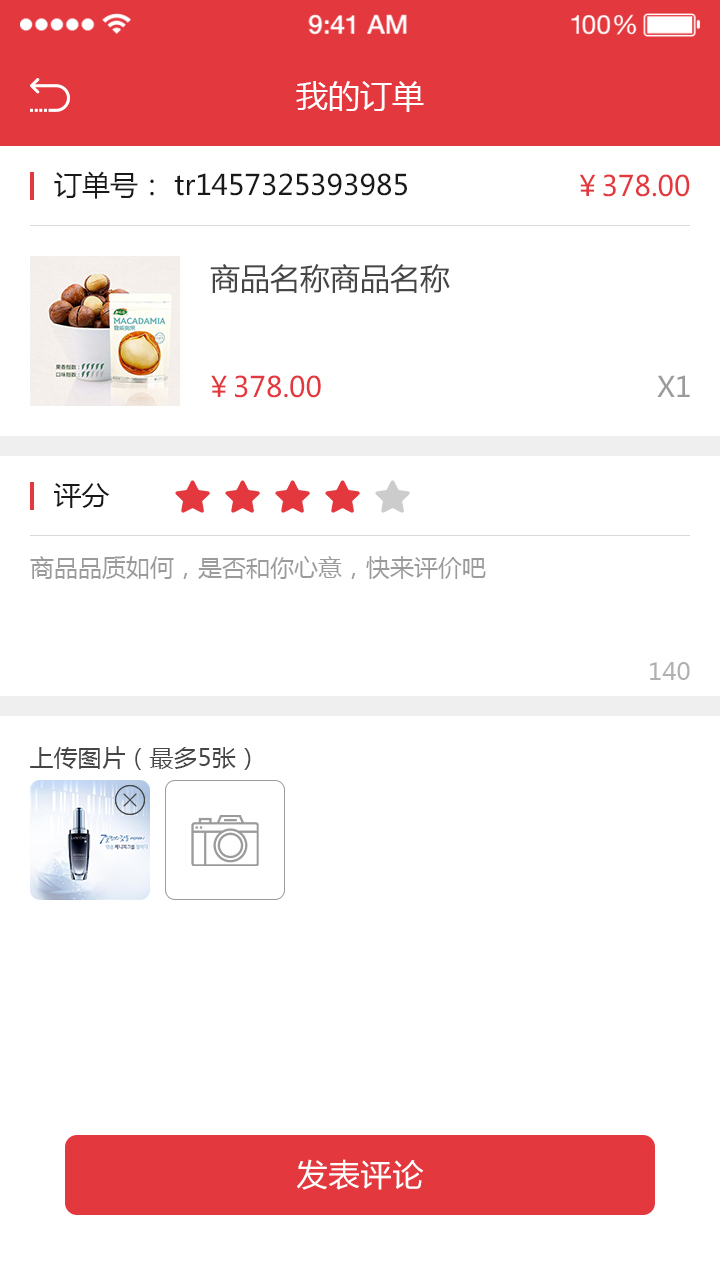 9:41 AM
100%
我的订单
订单号： tr1457325393985
¥ 378.00
商品名称商品名称
MACADAMIA
¥ 378.00
X1
评分
商品品质如何，是否和你心意，快来评价吧
140
上传图片（最多5张）
发表评论